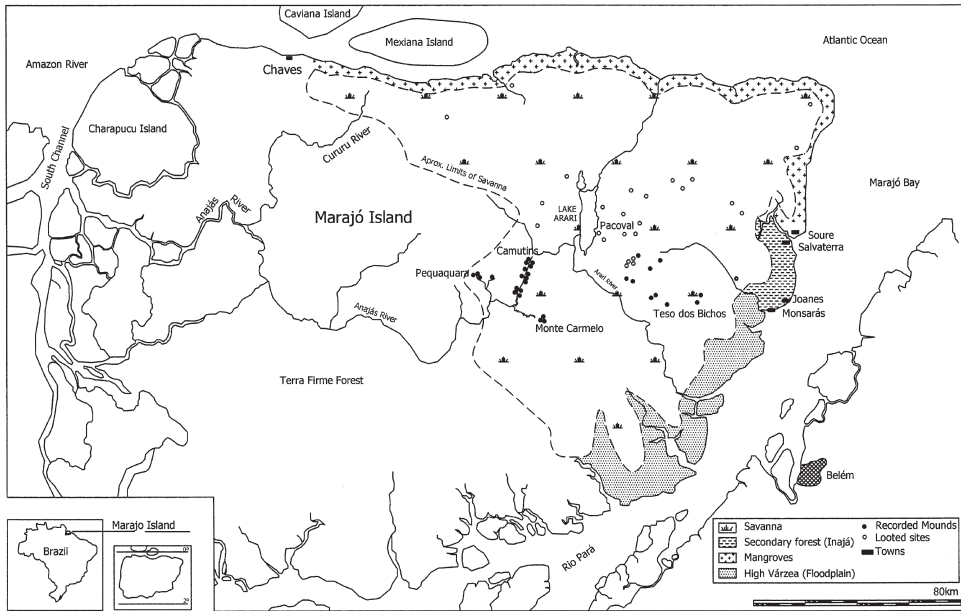 Caviana Island
Mexiana Island
Atlantic Ocean
Amazon River
Chaves
Charapucu Island
South Channel
Cururu River
Aprox. Limits of Savanna
Anajás River
Marajó Island
LAKE
ARARI
Pacoval
Marajó Bay
Soure
Salvaterra
Camutins
Pequaquara
Arari River
Joanes
Monsarás
Teso dos Bichos
Anajás River
Monte Carmelo
Terra Firme Forest
Belém
Rio Pará
Marajo Island
Brazil
Savanna
Secondary forest (Inajá)
Mangroves
High Várzea (Floodplain)
Recorded Mounds
Looted sites
Towns
80km